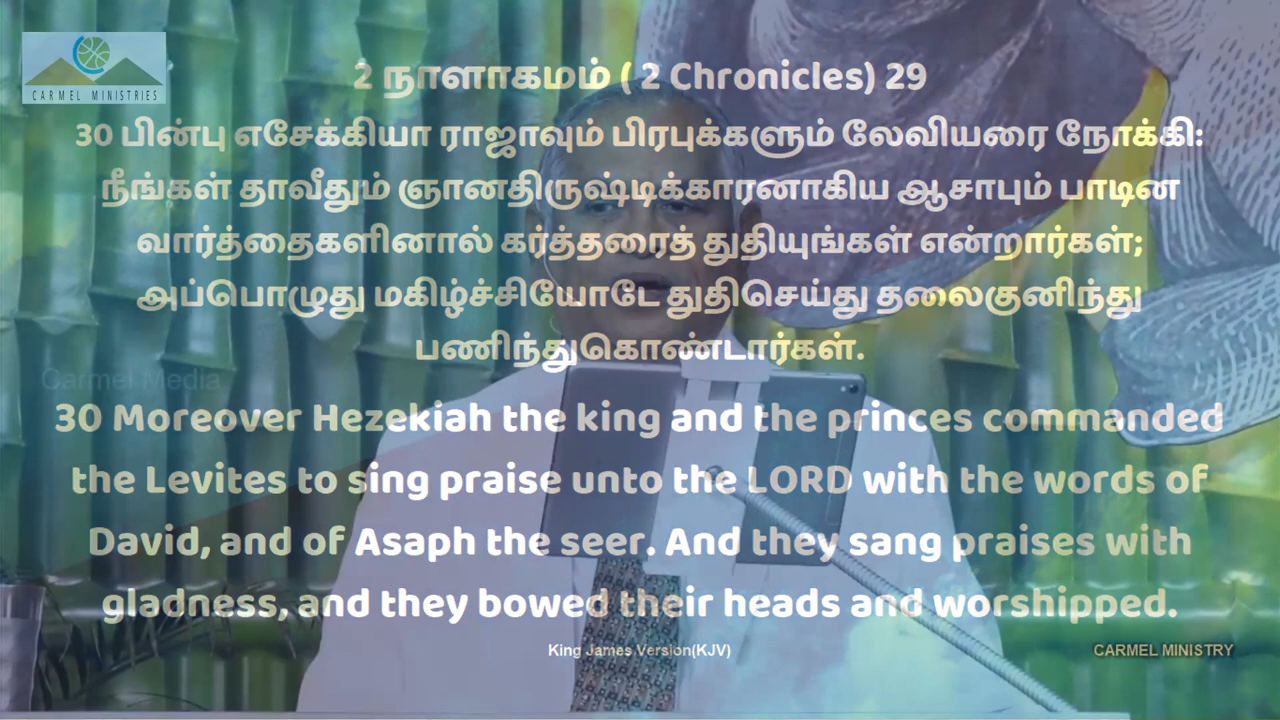 CARMEL MINISTRIES
2 நாளாகமம் ( 2 Chronicles) 29
30 பின்பு எசேக்கியா ராஜாவும் பிரபுக்களும் லேவியரை நோக்கி:
நீங்கள் தாவீதும் ஞானதிருஷ்டிக்காரனாகிய ஆசாபும் பாடின
வார்த்தைகளினால் கர்த்தரைத் துதியுங்கள் என்றார்கள்;
அப்பொழுது மகிழ்ச்சியோடே துதிசெய்து தலைகுனிந்து
பணிந்துகொண்டார்கள்.
Carmel Media
30 Moreover Hezekiah the king and the princes commanded
the Levites to sing praise unto the LORD with the words of
David, and of Asaph the seer. And they sang praises with
gladness, and they bowed their heads and worshipped.
King James Version(KJV)
CARMEL MINISTRY